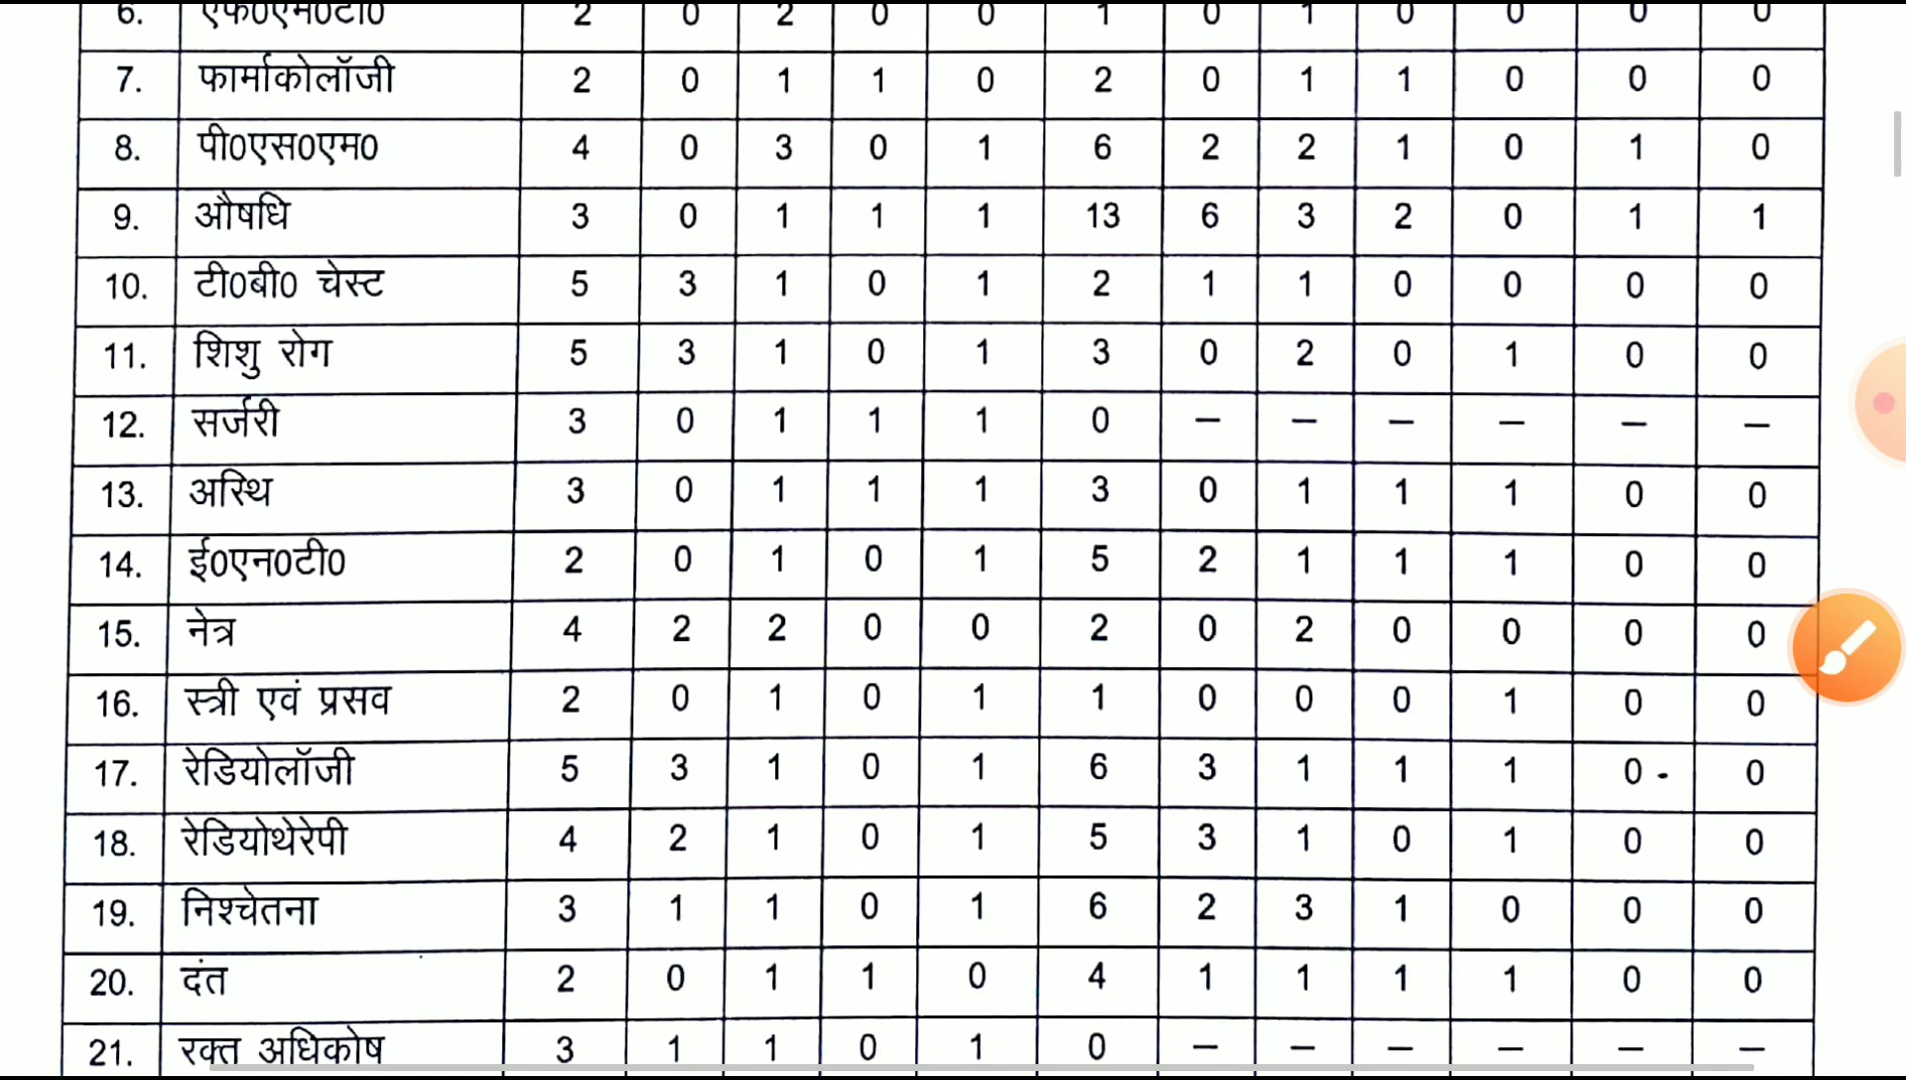 6. एफ0एम0टी0 2 0 2 0 0 1 0 1 0 0 0 0
7. फार्माकोलॉजी 2 0 1 1 0 2 0 1 1 0 0 0
8. पी0एस0एम0 4 0 3 0 1 6 2 2 1 0 1 0
9. औषधि 3 0 1 1 1 13 6 3 2 0 1 1
10. टी0बी0 चेस्ट 5 3 1 0 1 2 1 1 0 0 0 0
11. शिशु रोग 5 3 1 0 1 3 0 2 0 1 0 0
12. सर्जरी 3 0 1 1 1 0 – – – – – –
13. अस्थि 3 0 1 1 1 3 0 1 1 1 0 0
14. ई0एन0टी0 2 0 1 0 1 5 2 1 1 1 0 0
15. नेत्र 4 2 2 0 0 2 0 2 0 0 0 0
16. स्त्री एवं प्रसव 2 0 1 0 1 1 0 0 0 1 0 0
17. रेडियोलॉजी 5 3 1 0 1 6 3 1 1 1 0 0
18. रेडियोथेरेपी 4 2 1 0 1 5 3 1 0 1 0 0
19. निश्चेतना 3 1 1 0 1 6 2 3 1 0 0 0
20. दंत 2 0 1 1 0 4 1 1 1 1 0 0
21. रक्त अधिकोष 3 1 1 0 1 0 – – – – – –